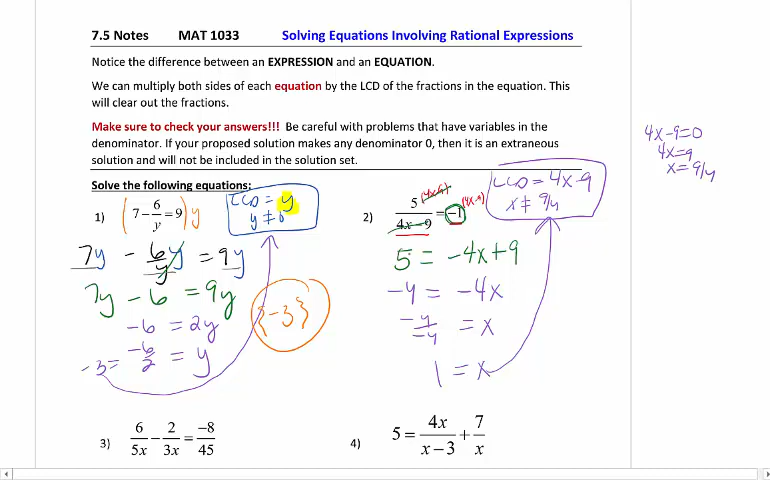 7.5 Notes MAT 1033 Solving Equations Involving Rational Expressions
Notice the difference between an EXPRESSION and an EQUATION.
We can multiply both sides of each equation by the LCD of the fractions in the equation. This
will clear out the fractions.
Make sure to check your answers!!! Be careful with problems that have variables in the
denominator. If your proposed solution makes any denominator 0, then it is an extraneous
solution and will not be included in the solution set.
4x-9=0
4x=9
x=9/4
Solve the following equations:
1) (7 - 6/y = 9)y
LCD = y
y ≠ 0
7y - 6y/y = 9y
7y - 6 = 9y
-6 = 2y
-3 = -6/2 = y
{-3}
2) 5/(4x-9) (4x-9) = -1 (4x-9)
LCD = 4x-9
x ≠ 9/4
5 = -4x+9
-4 = -4x
-4/-4 = x
1 = x
3) 6/5x - 2/3x = -8/45
4) 5 = 4x/(x-3) + 7/x